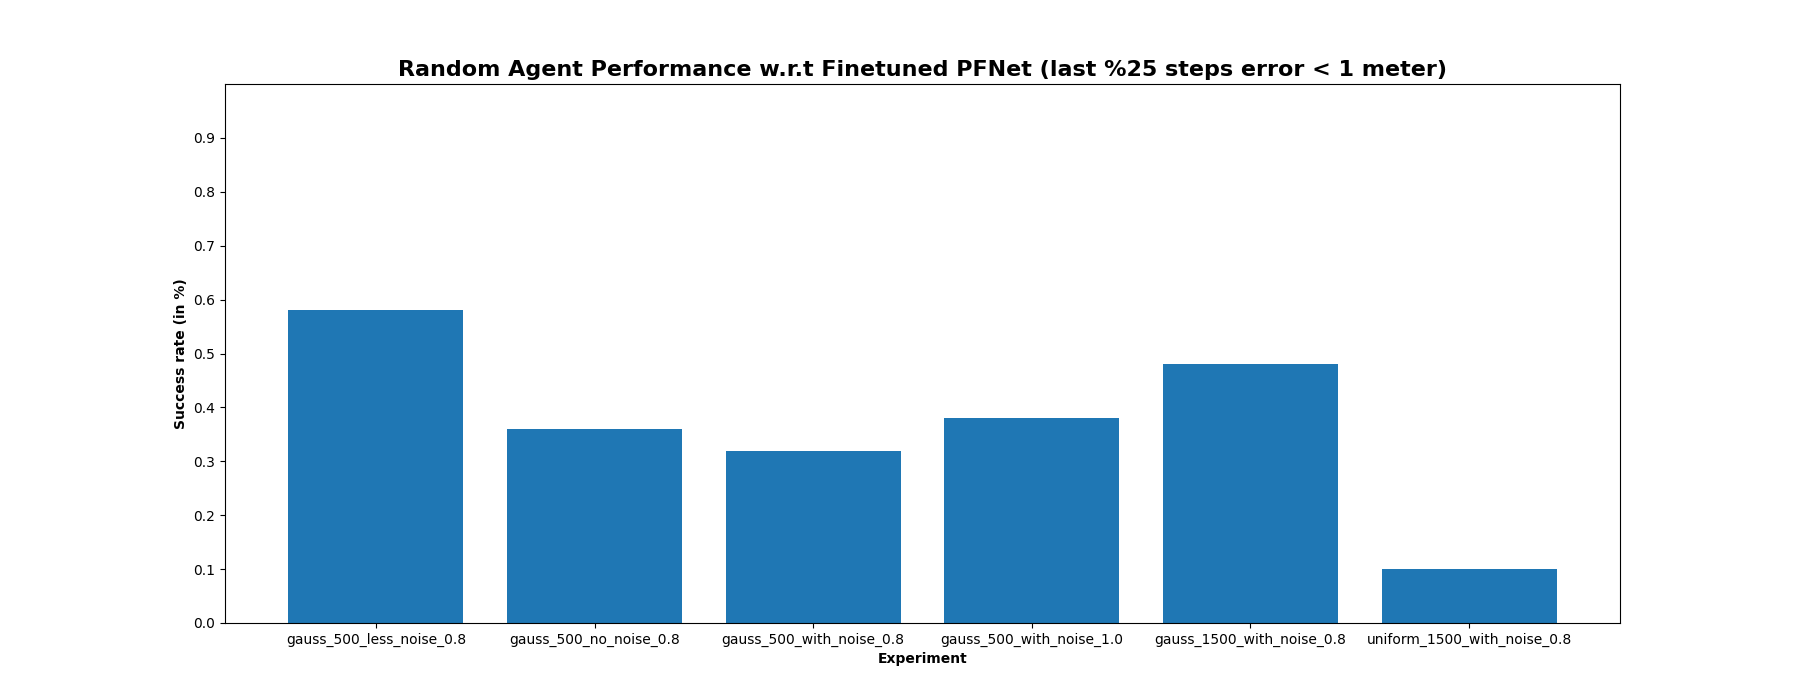 Random Agent Performance w.r.t Finetuned PFNet (last %25 steps error < 1 meter)
Success rate (in %)
0.9
0.8
0.7
0.6
0.5
0.4
0.3
0.2
0.1
0.0
gauss_500_less_noise_0.8
gauss_500_no_noise_0.8
gauss_500_with_noise_0.8
gauss_500_with_noise_1.0
gauss_1500_with_noise_0.8
uniform_1500_with_noise_0.8
Experiment